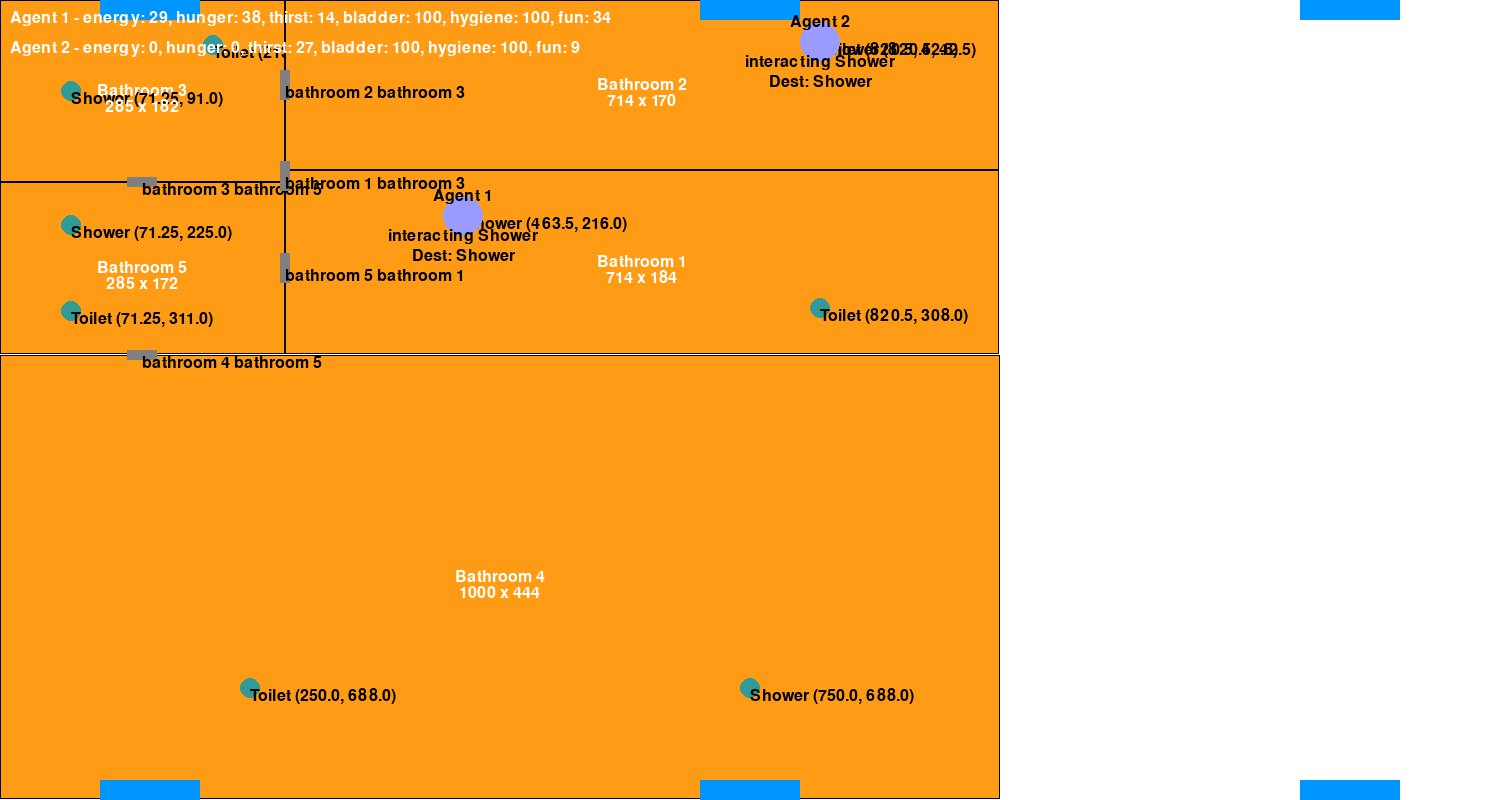 Agent 1 - energy: 29, hunger: 38, thirst: 14, bladder: 100, hygiene: 100, fun: 34
Agent 2 - energy: 0, hunger: 0, thirst: 27, bladder: 100, hygiene: 100, fun: 9
Toilet (213
Agent 2
interacting Shower
Dest: Shower
Bathroom 3
285 x 182
Shower (71.25, 91.0)
bathroom 2 bathroom 3
Bathroom 2
714 x 170
bathroom 3 bathroom 5
bathroom 1 bathroom 3
Agent 1
(463.5, 216.0)
interacting Shower
Dest: Shower
Shower (71.25, 225.0)
Bathroom 5
285 x 172
bathroom 5 bathroom 1
Bathroom 1
714 x 184
Toilet (71.25, 311.0)
Toilet (820.5, 308.0)
bathroom 4 bathroom 5
Bathroom 4
1000 x 444
Toilet (250.0, 688.0)
Shower (750.0, 688.0)